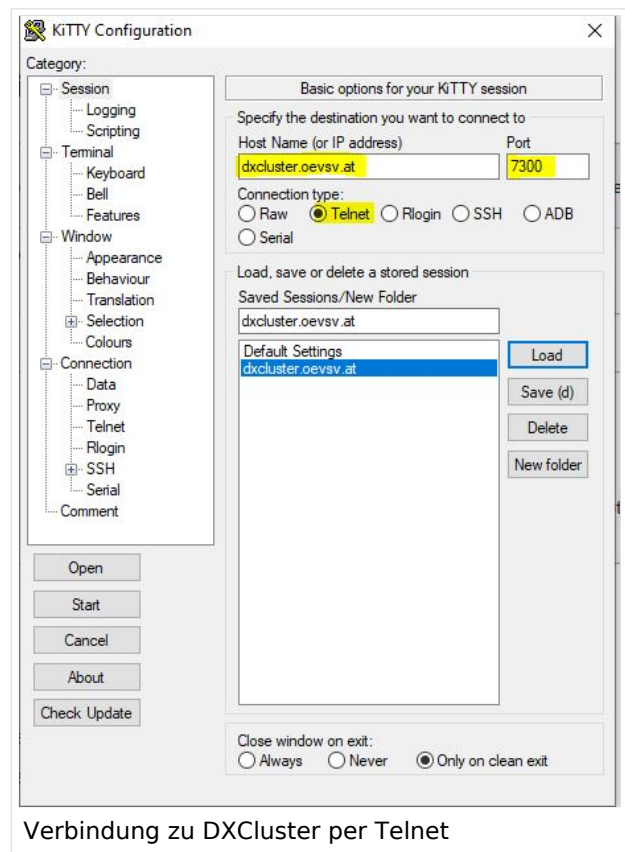 KiTTY Configuration
Category:
Session
Logging
Scripting
Terminal
Keyboard
Bell
Features
Window
Appearance
Behaviour
Translation
Selection
Colours
Connection
Data
Proxy
Telnet
Rlogin
SSH
Serial
Comment
Open
Start
Cancel
About
Check Update
Basic options for your KiTTY session
Specify the destination you want to connect to
Host Name (or IP address) Port
dxcluster.oevsv.at 7300
Connection type:
Raw Telnet Rlogin SSH ADB
Serial
Load, save or delete a stored session
Saved Sessions/New Folder
dxcluster.oevsv.at
Default Settings
dxcluster.oevsv.at
Load
Save (d)
Delete
New folder
Close window on exit:
Always Never Only on clean exit
Verbindung zu DXCluster per Telnet